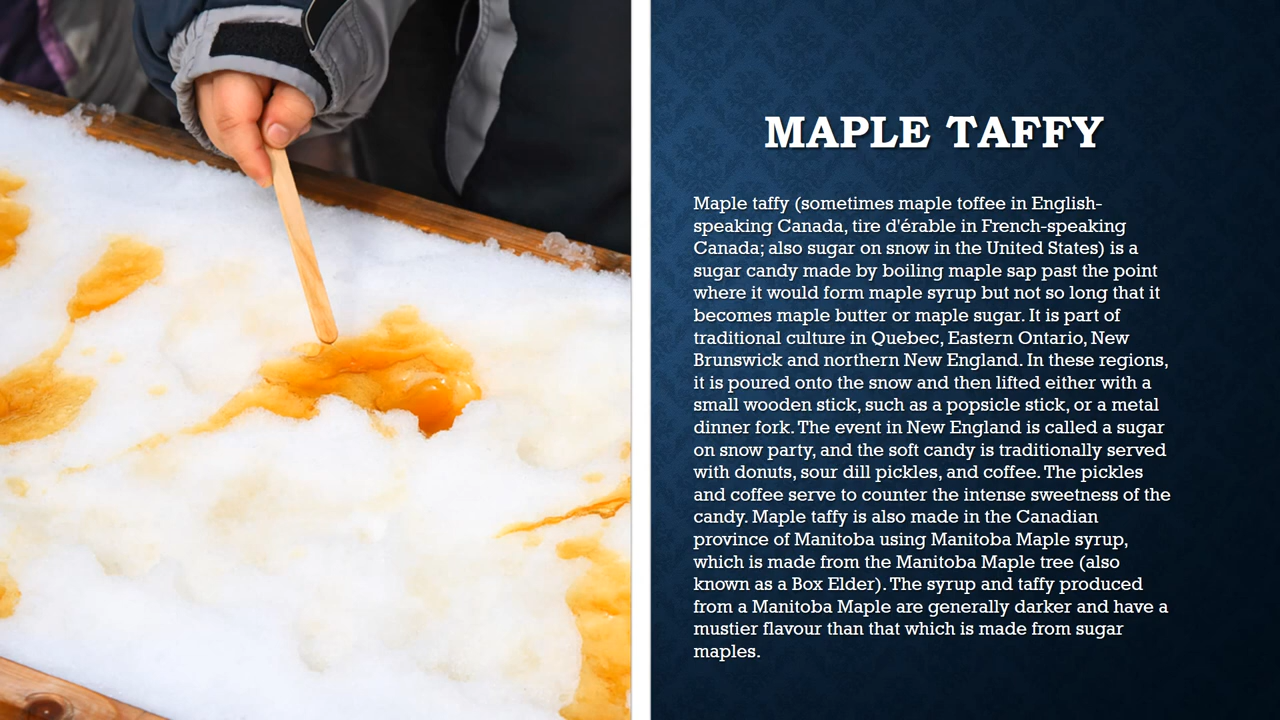 MAPLE TAFFY
Maple taffy (sometimes maple toffee in English-
speaking Canada, tire d'érable in French-speaking
Canada; also sugar on snow in the United States) is a
sugar candy made by boiling maple sap past the point
where it would form maple syrup but not so long that it
becomes maple butter or maple sugar. It is part of
traditional culture in Quebec, Eastern Ontario, New
Brunswick and northern New England. In these regions,
it is poured onto the snow and then lifted either with a
small wooden stick, such as a popsicle stick, or a metal
dinner fork. The event in New England is called a sugar
on snow party, and the soft candy is traditionally served
with donuts, sour dill pickles, and coffee. The pickles
and coffee serve to counter the intense sweetness of the
candy. Maple taffy is also made in the Canadian
province of Manitoba using Manitoba Maple syrup,
which is made from the Manitoba Maple tree (also
known as a Box Elder). The syrup and taffy produced
from a Manitoba Maple are generally darker and have a
mustier flavour than that which is made from sugar
maples.